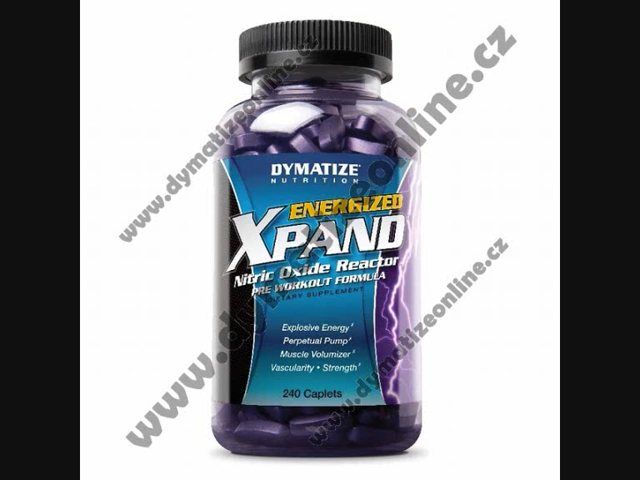 DYMATIZE®
NUTRITION
ENERGIZED
XPAND
Nitric Oxide Reactor
PRE WORKOUT FORMULA
DIETARY SUPPLEMENT
Explosive Energy‡
Perpetual Pump‡
Muscle Volumizer‡
Vascularity • Strength‡
240 Caplets
www.dymatizeonline.cz
www.dymatizeonline.cz
www.dymatizeonline.cz